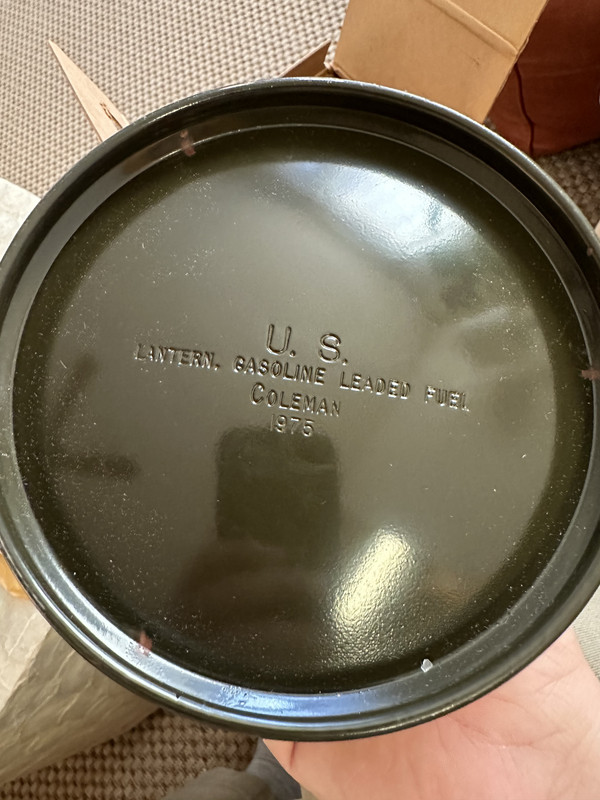 U. S.
LANTERN, GASOLINE LEADED FUEL
COLEMAN
1975